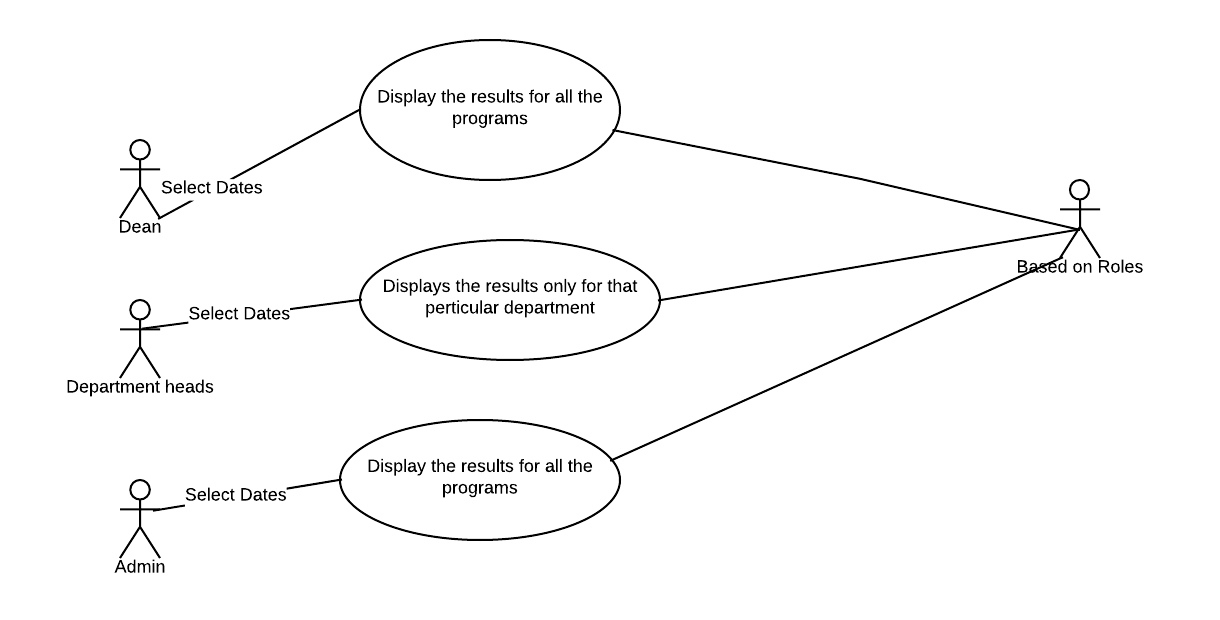 Display the results for all the
programs
Select Dates
Dean
Based on Roles
Displays the results only for that
perticular department
Select Dates
Department heads
Display the results for all the
programs
Select Dates
Admin